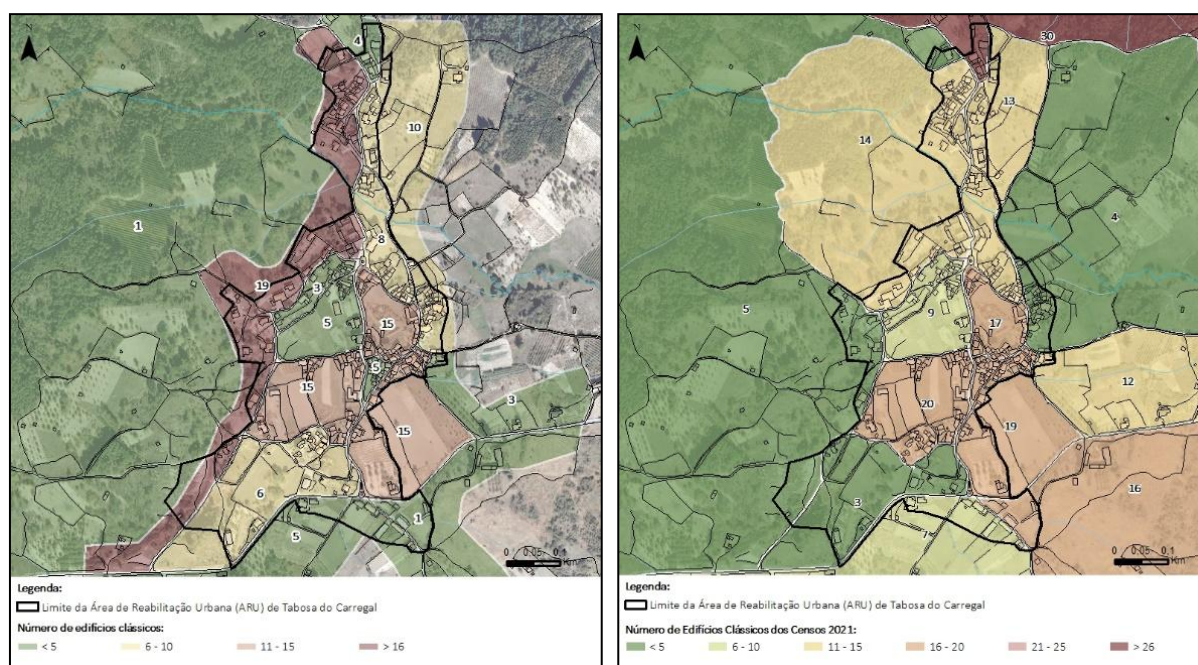 N
4
10
1
8
19
3
5
15
5
15
3
15
6
1
5
0 0.05 0.1
Km
Legenda:
Limite da Área de Reabilitação Urbana (ARU) de Tabosa do Carregal
Número de edifícios clássicos:
< 5 6 - 10 11 - 15 > 16
N
30
13
14
4
5
9
17
12
20
19
16
3
7
0 0.05 0.1
Km
Legenda:
Limite da Área de Reabilitação Urbana (ARU) de Tabosa do Carregal
Número de Edifícios Clássicos dos Censos 2021:
< 5 6 - 10 11 - 15 16 - 20 21 - 25 > 26